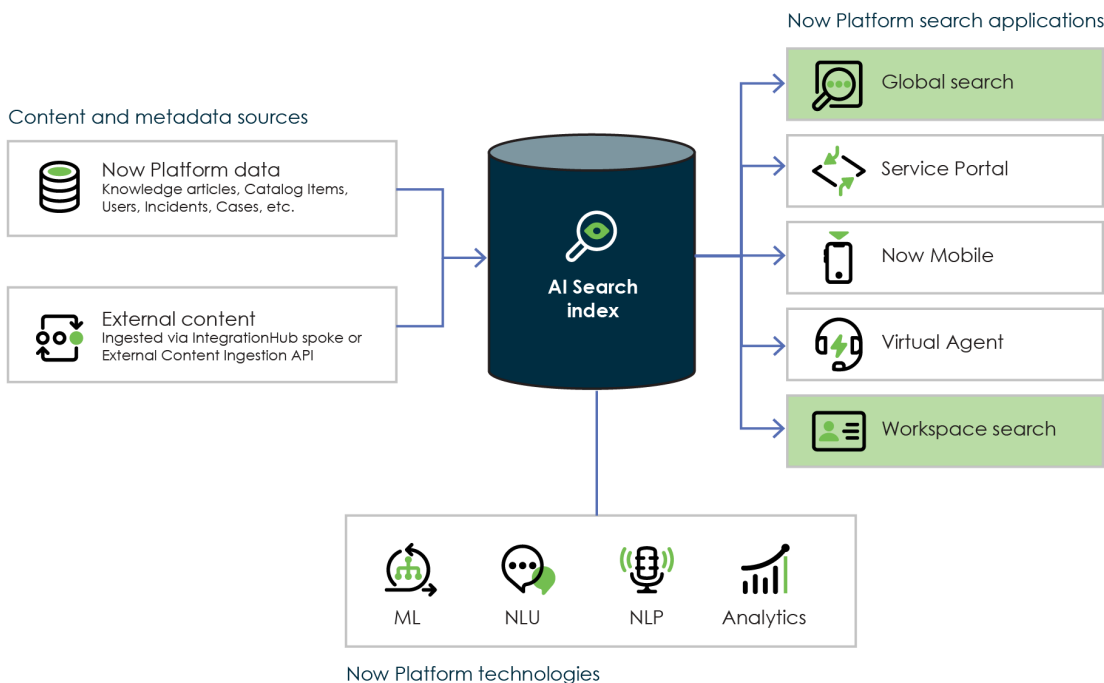 Now Platform search applications
Global search
Content and metadata sources
Now Platform data
Knowledge articles, Catalog Items,
Users, Incidents, Cases, etc.
Service Portal
AI Search
index
Now Mobile
External content
Ingested via IntegrationHub spoke or
External Content Ingestion API
Virtual Agent
Workspace search
ML
NLU
NLP
Analytics
Now Platform technologies